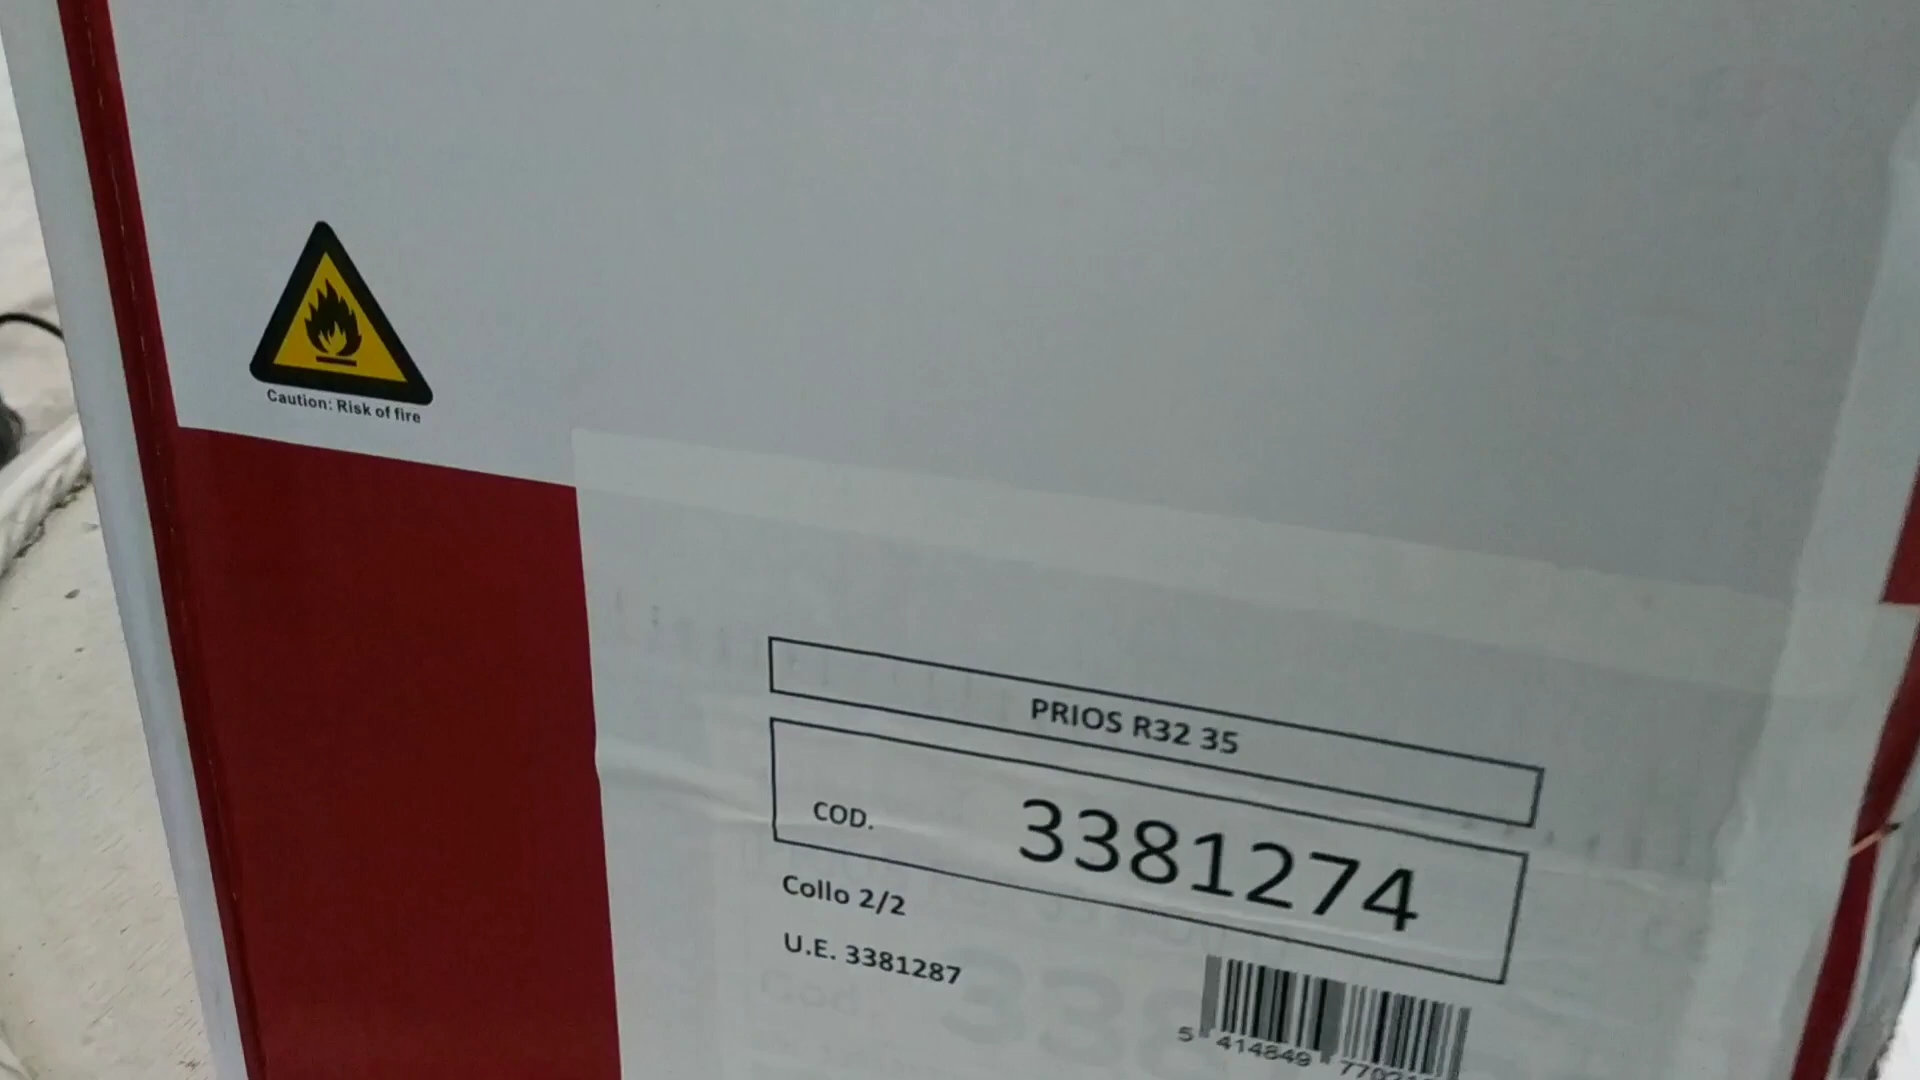 Caution: Risk of fire
PRIOS R32 35
COD. 3381274
Collo 2/2
U.E. 3381287
5 414849